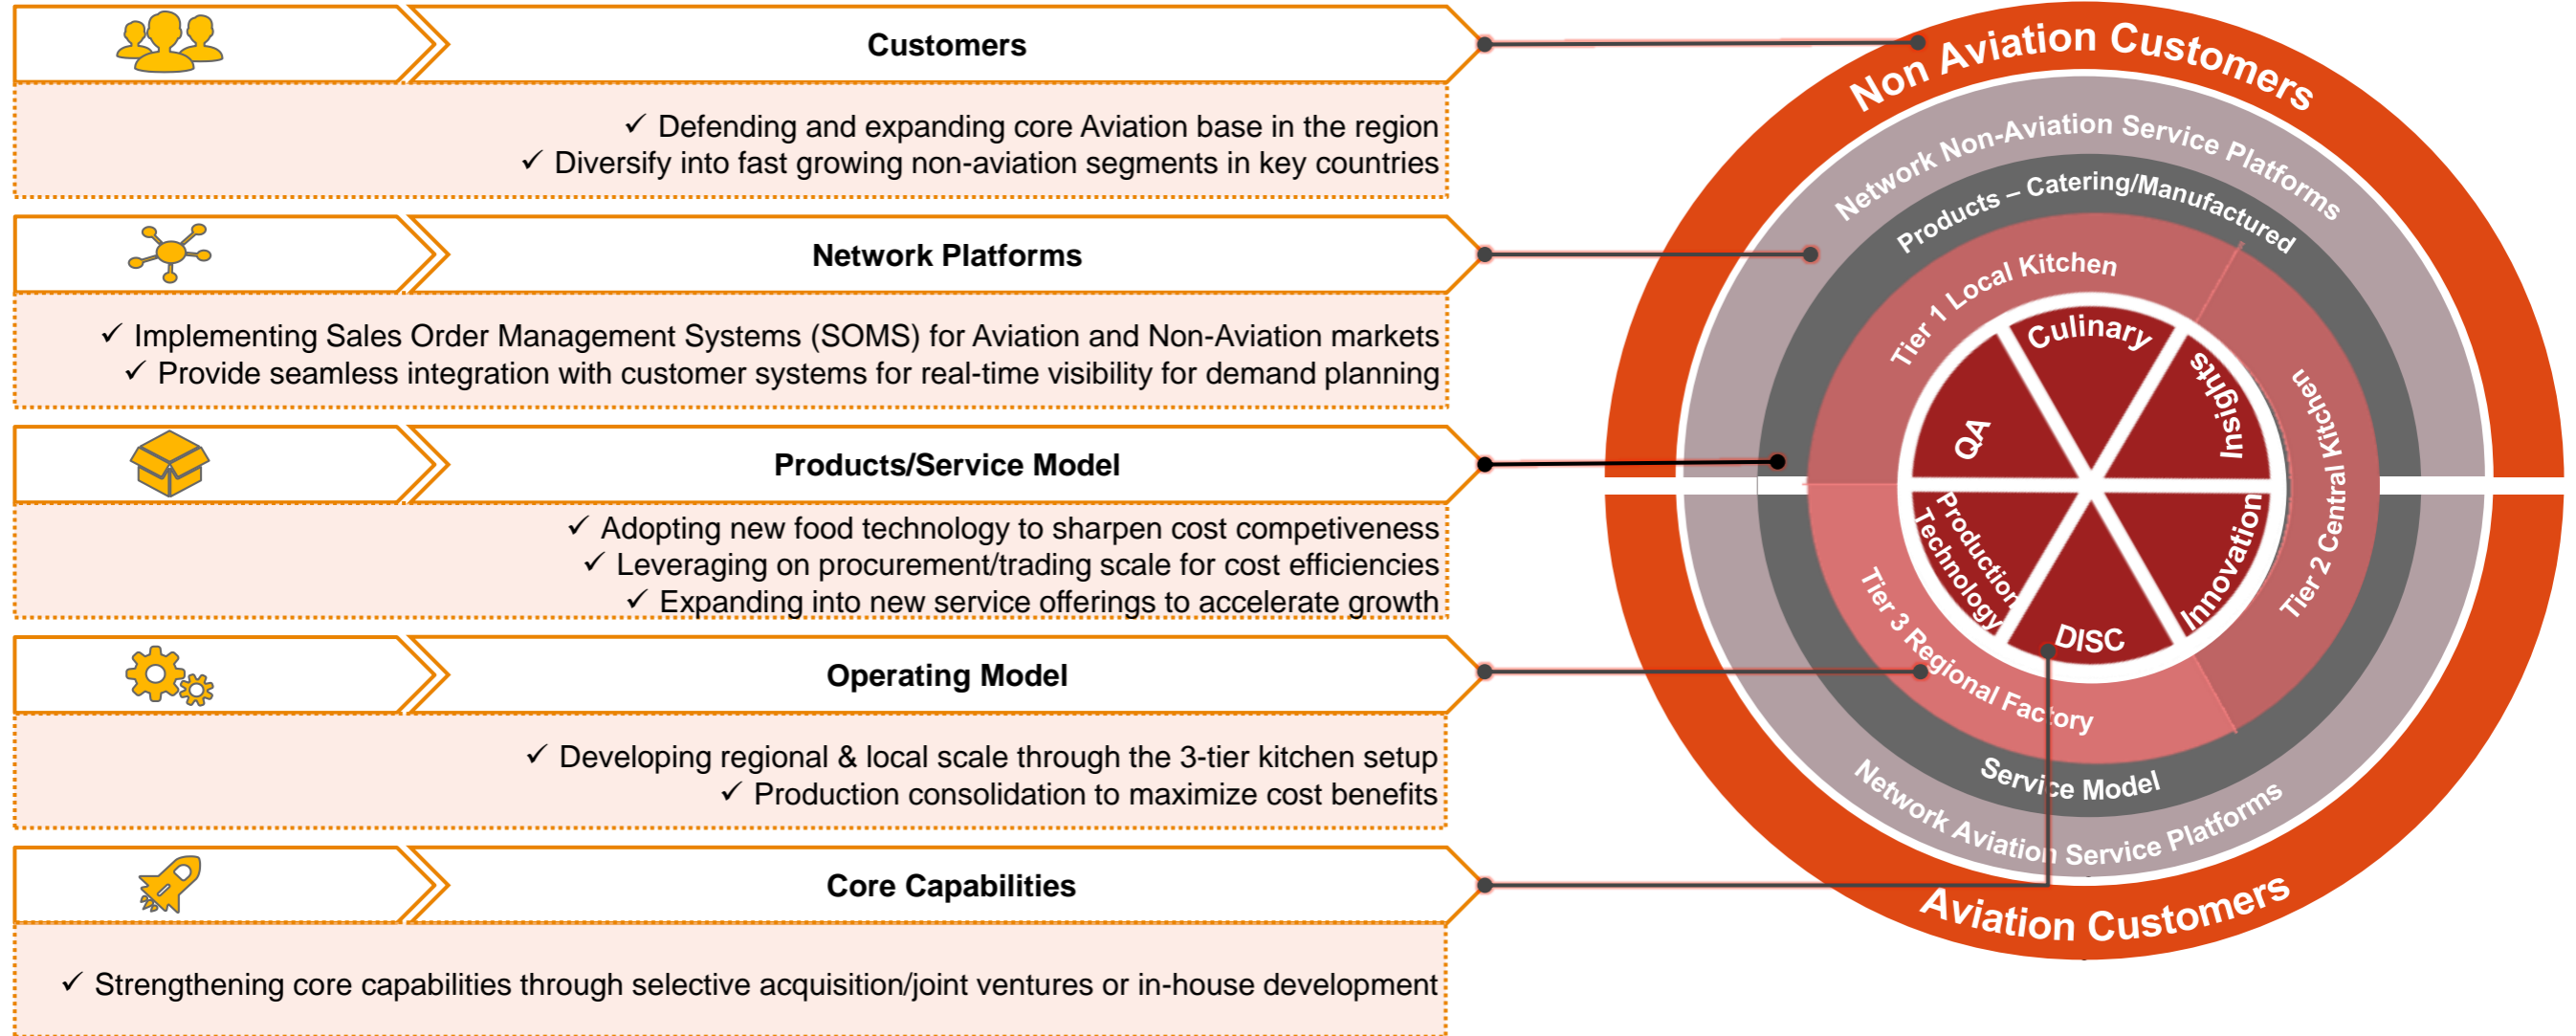 Customers
✓ Defending and expanding core Aviation base in the region
✓ Diversify into fast growing non-aviation segments in key countries
Network Platforms
✓ Implementing Sales Order Management Systems (SOMS) for Aviation and Non-Aviation markets
✓ Provide seamless integration with customer systems for real-time visibility for demand planning
Products/Service Model
✓ Adopting new food technology to sharpen cost competiveness
✓ Leveraging on procurement/trading scale for cost efficiencies
✓ Expanding into new service offerings to accelerate growth
Operating Model
✓ Developing regional & local scale through the 3-tier kitchen setup
✓ Production consolidation to maximize cost benefits
Core Capabilities
✓ Strengthening core capabilities through selective acquisition/joint ventures or in-house development
Non Aviation Customers
Network Non-Aviation Service Platforms
Products – Catering/Manufactured
Tier 1 Local Kitchen
Culinary
Insights
QA
Tier 2 Central Kitchen
Production
Technology
Innovation
DISC
Tier 3 Regional Factory
Service Model
Network Aviation Service Platforms
Aviation Customers